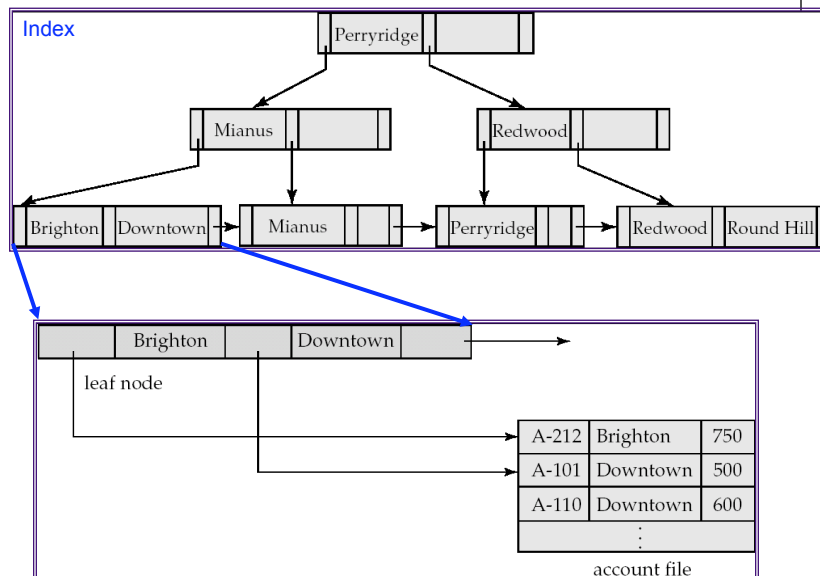 Index
Perryridge
Mianus
Redwood
Brighton Downtown
Mianus
Perryridge
Redwood Round Hill
Brighton Downtown
leaf node
A-212 Brighton 750
A-101 Downtown 500
A-110 Downtown 600
⋮
account file